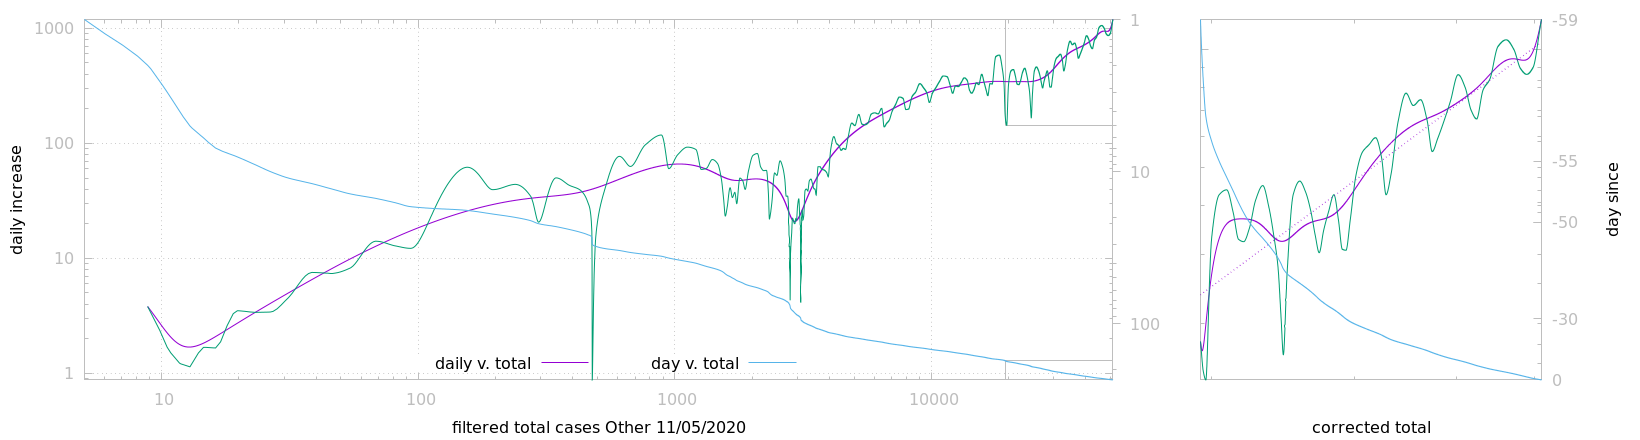 1000
100
10
1
daily increase
10
100
1000
10000
filtered total cases Other 11/05/2020
daily v. total
day v. total
1
10
100
-59
-55
-50
-30
0
day since
corrected total